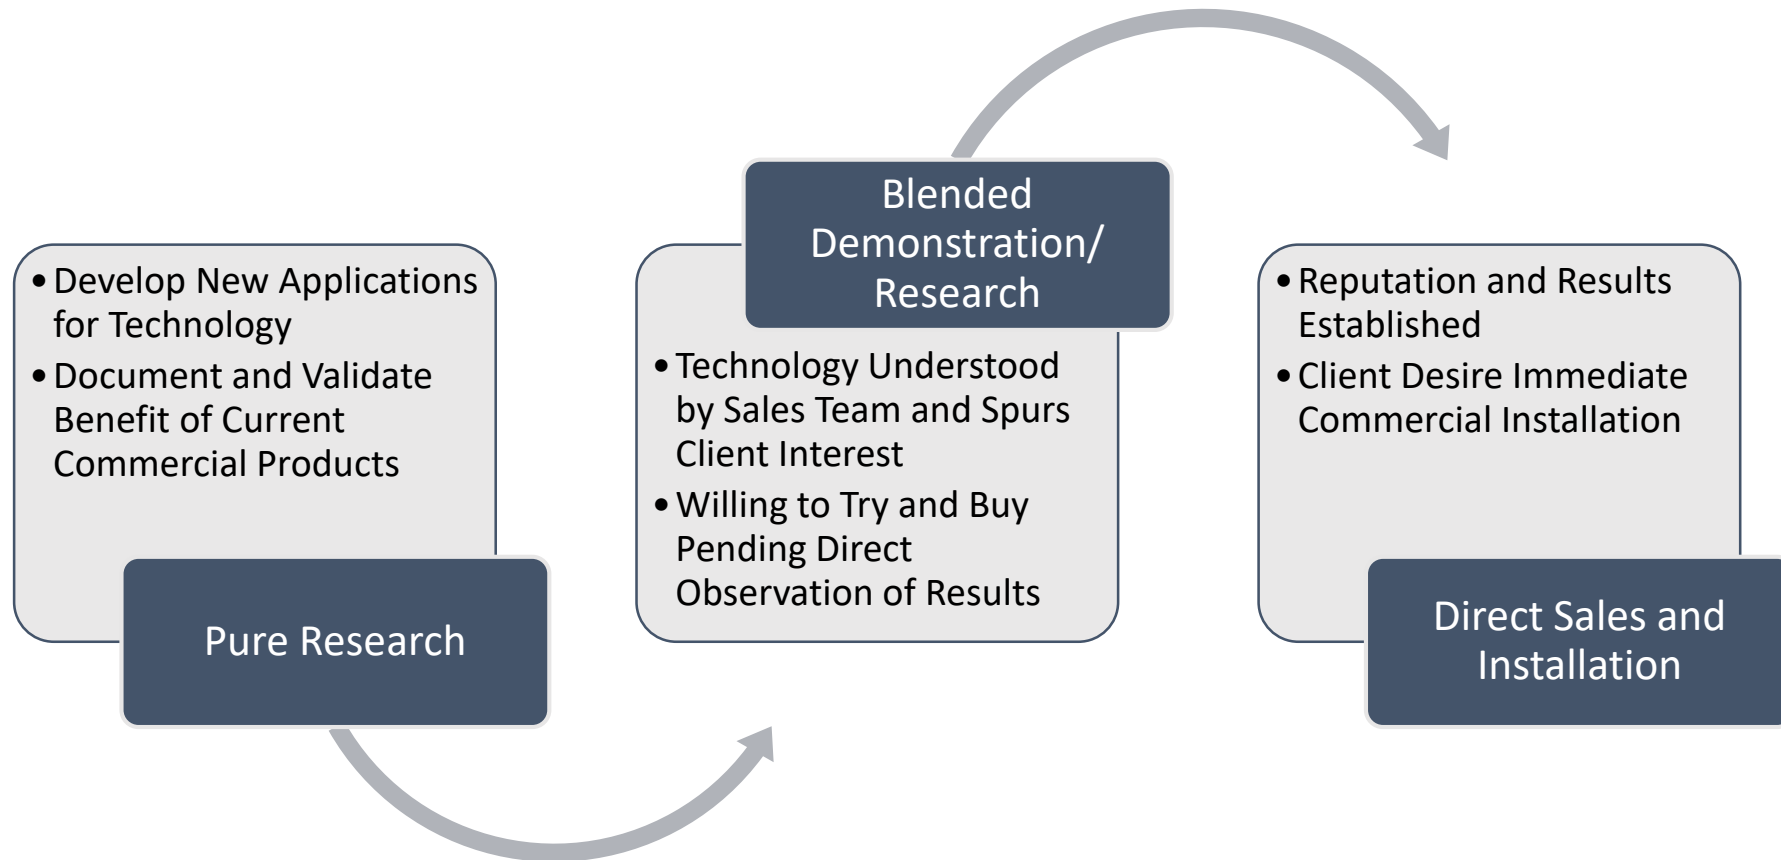 • Develop New Applications
for Technology
• Document and Validate
Benefit of Current
Commercial Products
Pure Research
Blended
Demonstration/
Research
• Technology Understood
by Sales Team and Spurs
Client Interest
• Willing to Try and Buy
Pending Direct
Observation of Results
• Reputation and Results
Established
• Client Desire Immediate
Commercial Installation
Direct Sales and
Installation